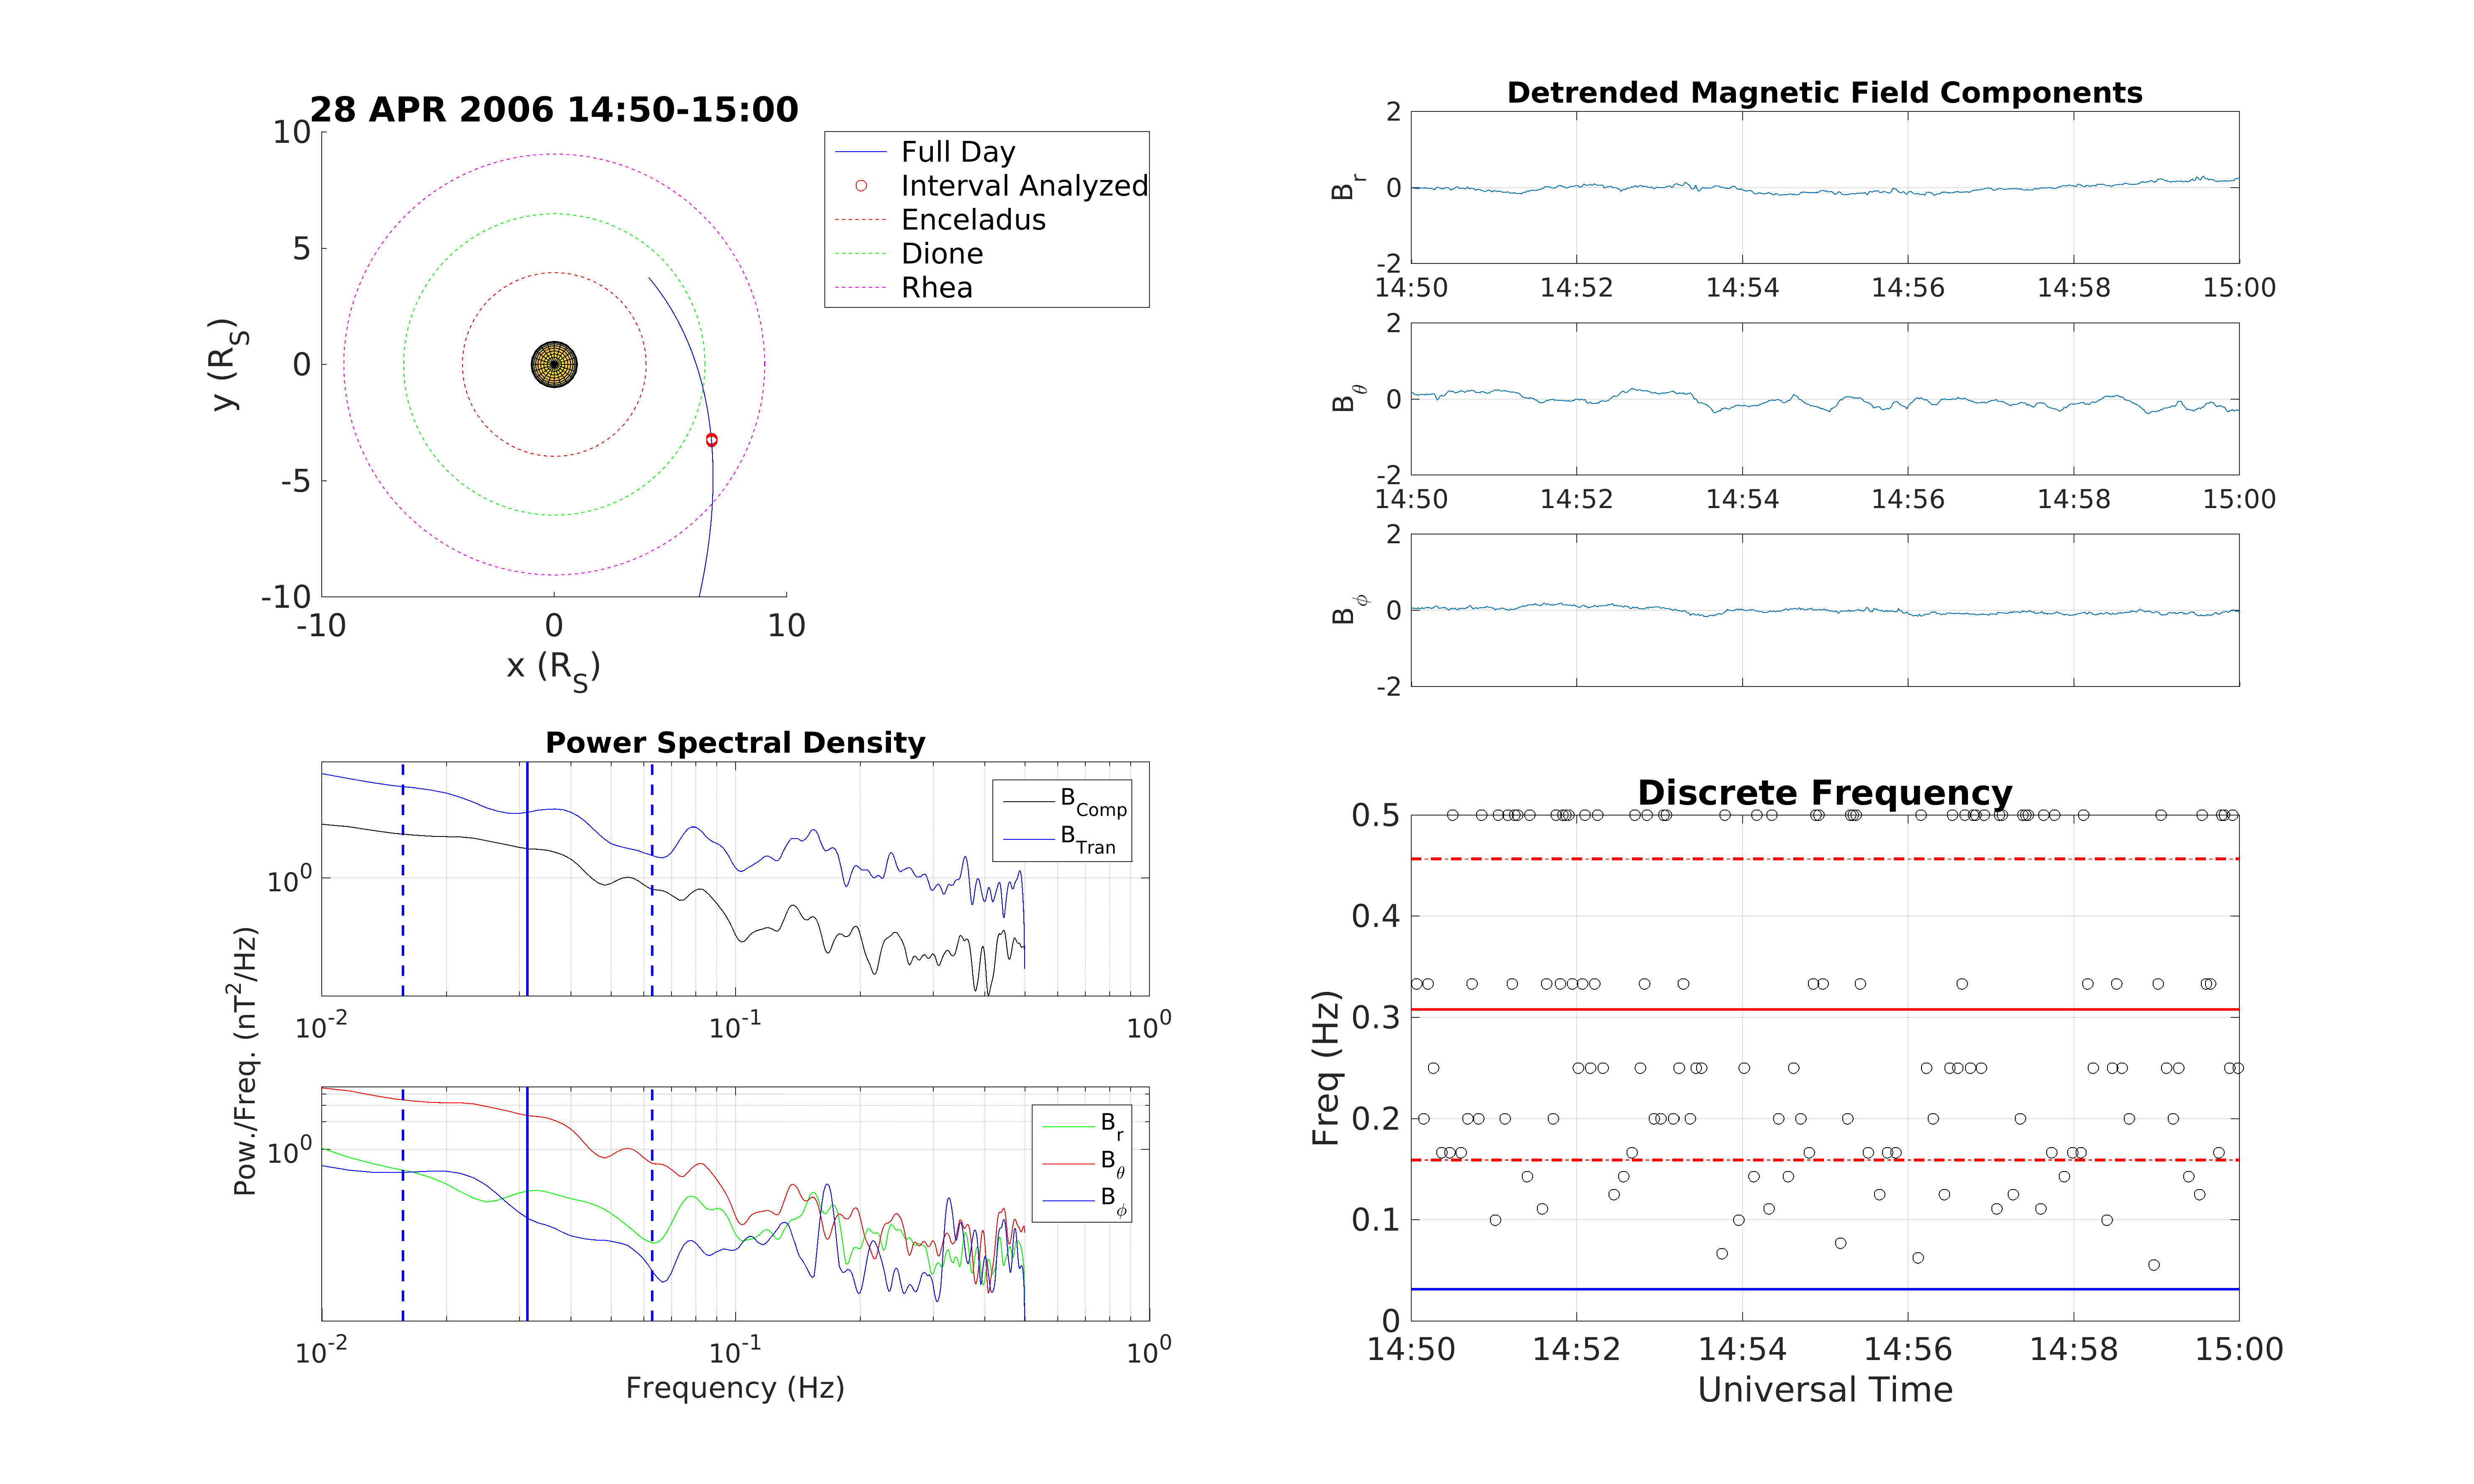 28 APR 2006 14:50-15:00
10
5
0
-5
-10
-10 0 10
y (R_S)
x (R_S)
Full Day
Interval Analyzed
Enceladus
Dione
Rhea
Detrended Magnetic Field Components
2
0
-2
B_r
14:50 14:52 14:54 14:56 14:58 15:00
2
0
-2
B_θ
14:50 14:52 14:54 14:56 14:58 15:00
2
0
-2
B_ϕ
Power Spectral Density
10^0
B_Comp
B_Tran
10^-2 10^-1 10^0
Pow./Freq. (nT^2/Hz)
10^0
B_r
B_θ
B_ϕ
10^-2 10^-1 10^0
Frequency (Hz)
Discrete Frequency
0.5
0.4
0.3
0.2
0.1
0
Freq (Hz)
14:50 14:52 14:54 14:56 14:58 15:00
Universal Time